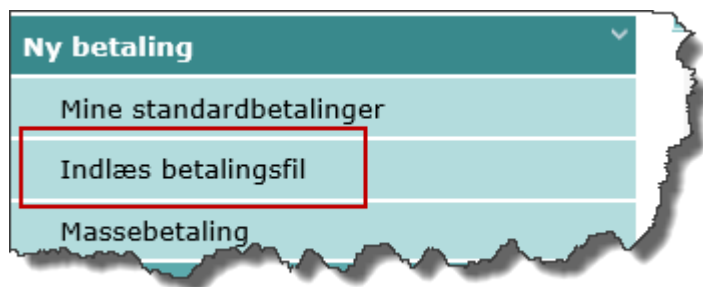 Ny betaling
Mine standardbetalinger
Indlæs betalingsfil
Massebetaling